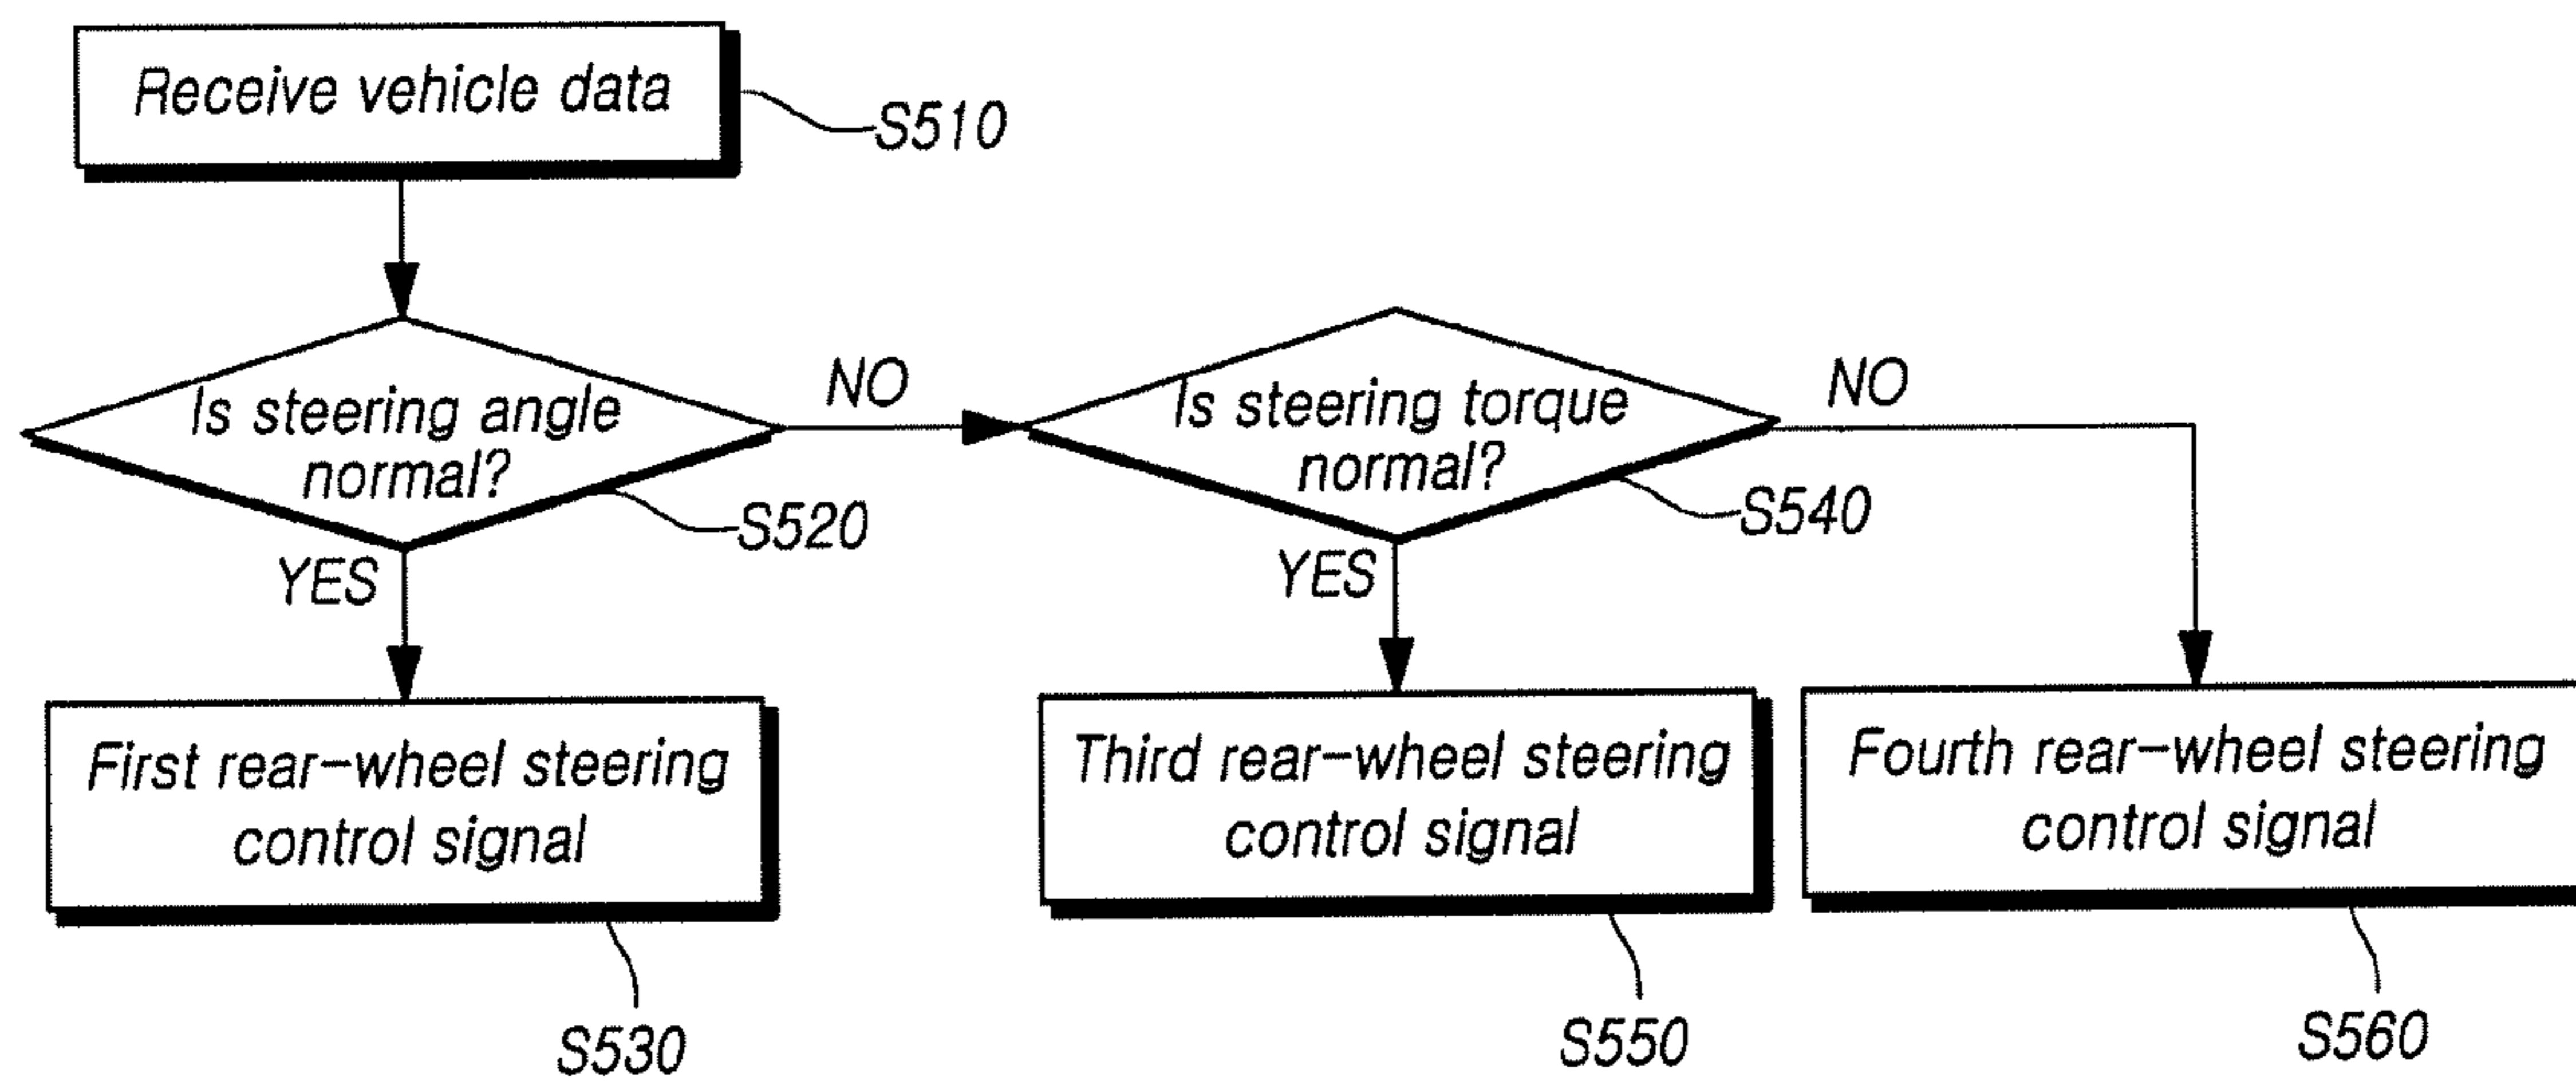 Receive vehicle data
S510
Is steering angle
normal?
S520
NO
YES
Is steering torque
normal?
S540
NO
YES
First rear-wheel steering
control signal
S530
Third rear-wheel steering
control signal
S550
Fourth rear-wheel steering
control signal
S560